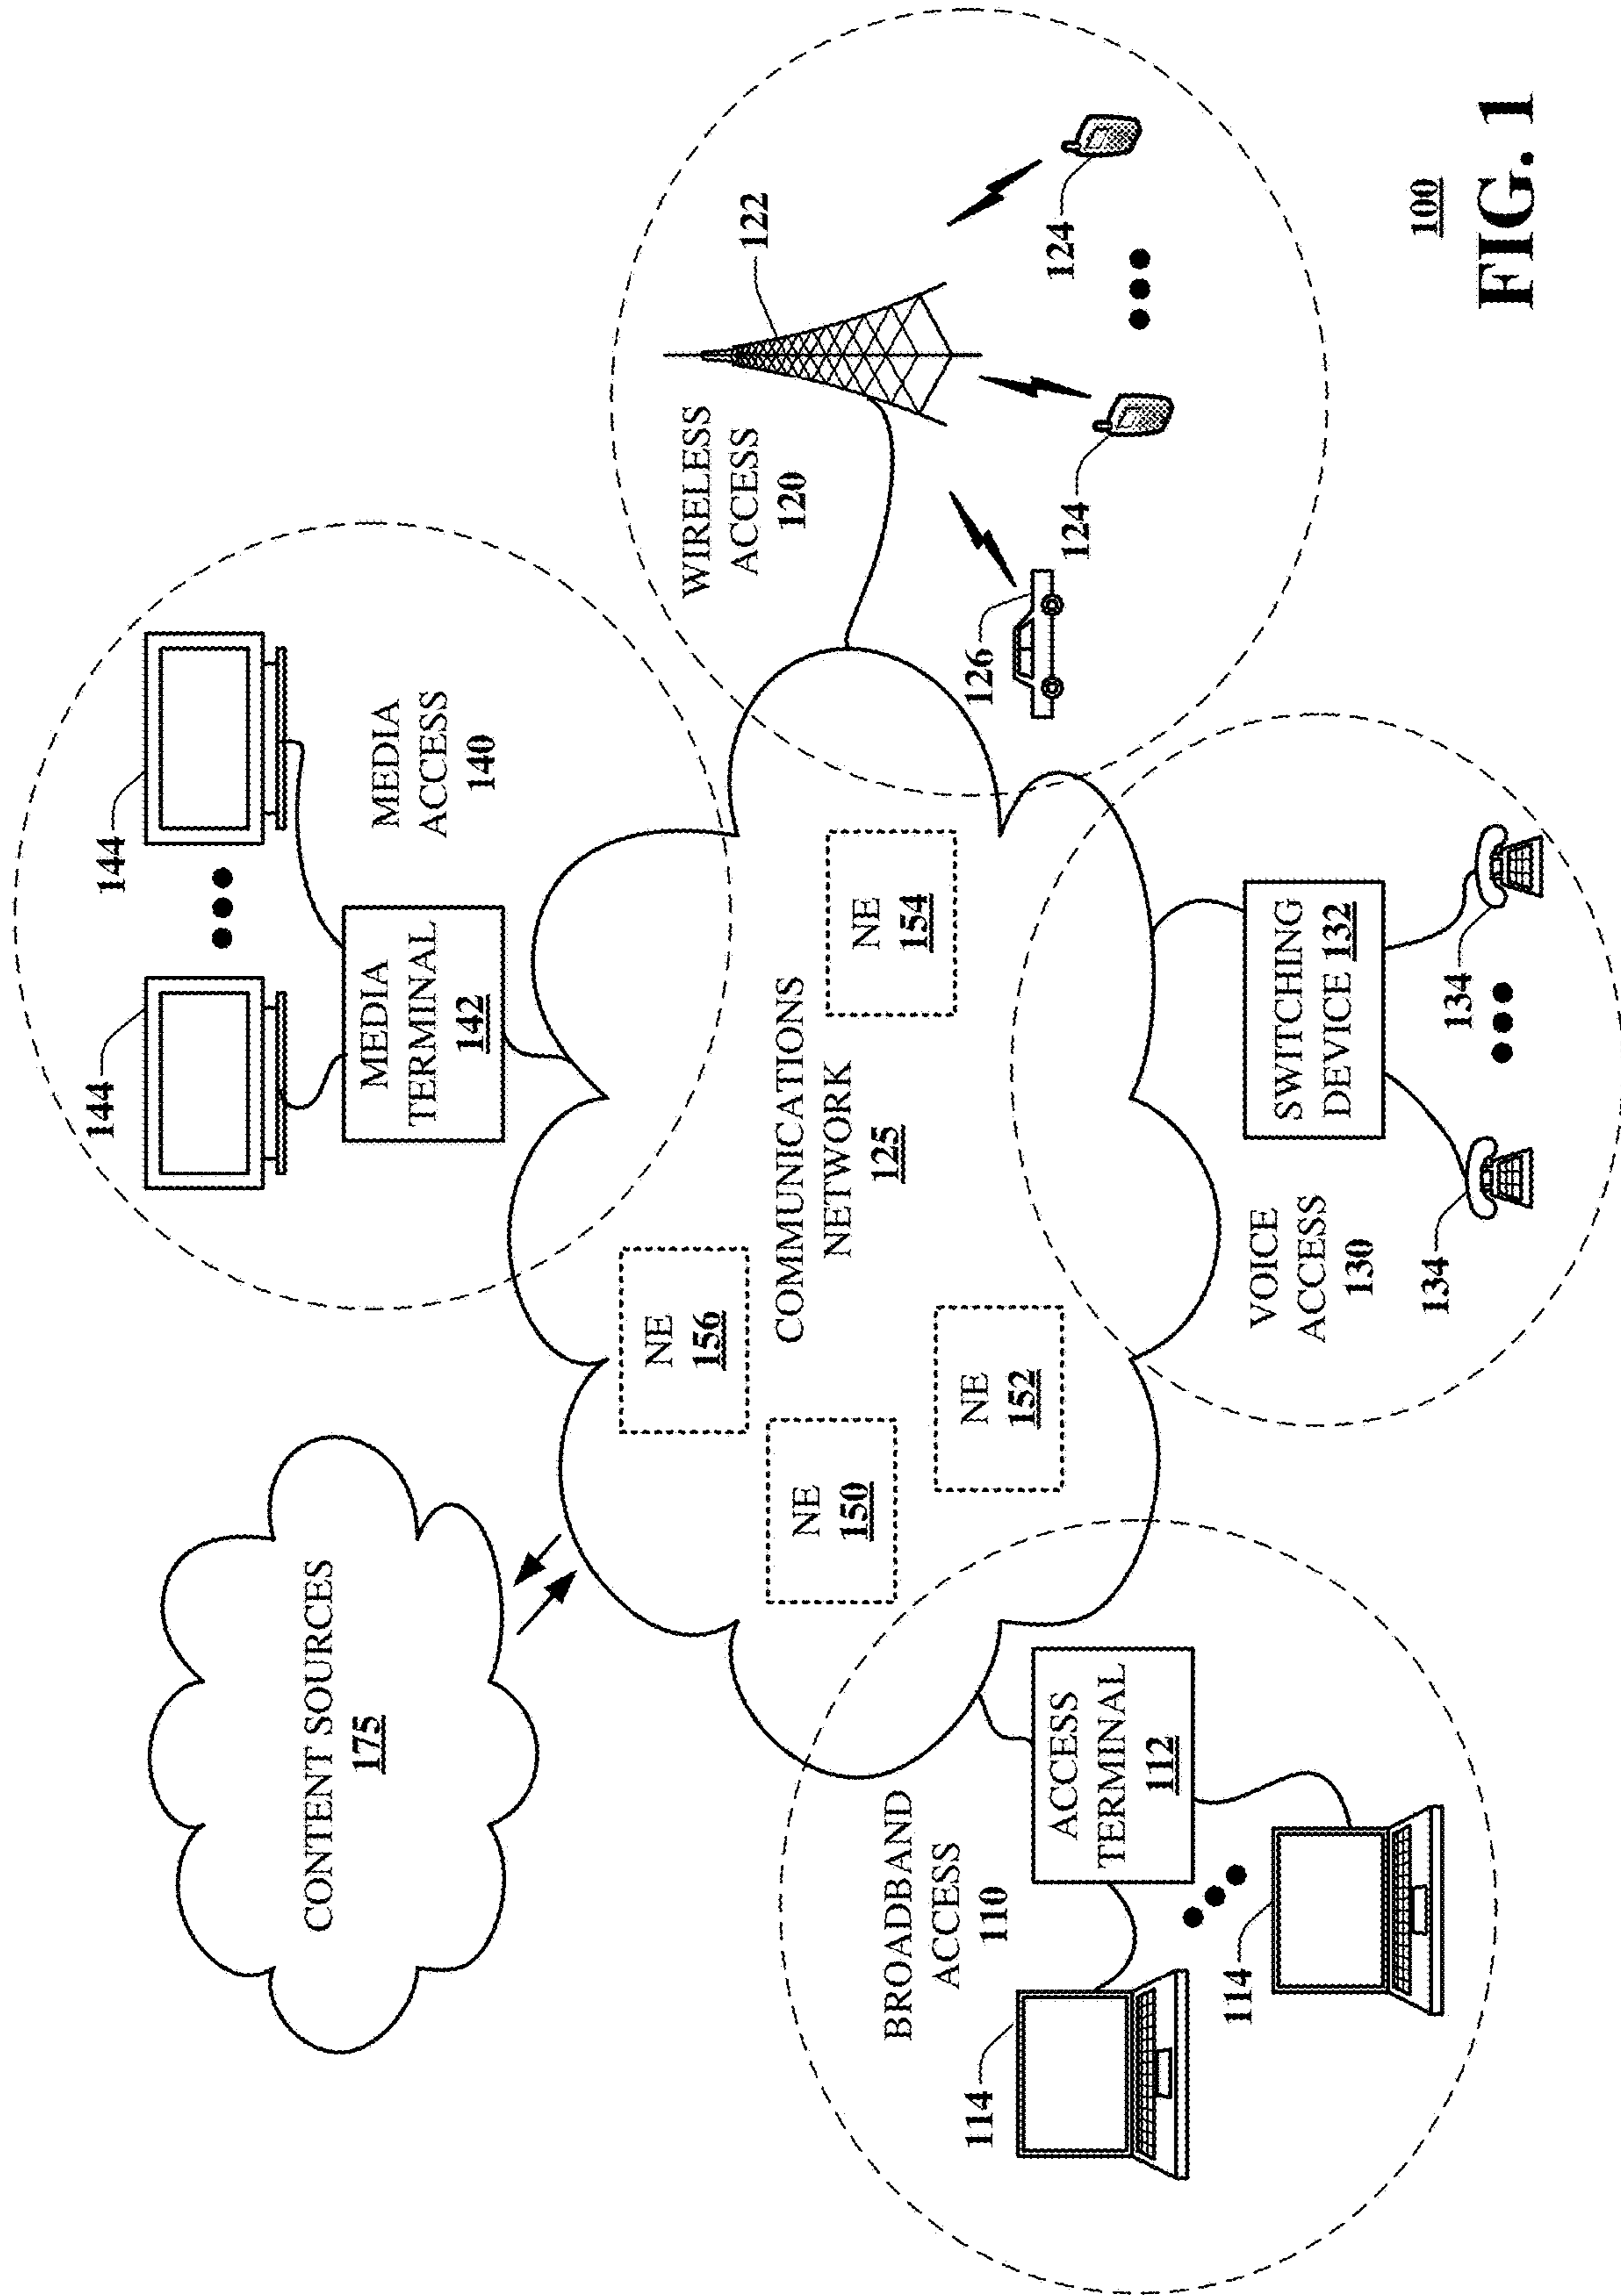 CONTENT SOURCES
175
144
144
MEDIA
TERMINAL
142
MEDIA
ACCESS
140
WIRELESS
ACCESS
120
122
NE
156
NE
150
COMMUNICATIONS
NETWORK
125
NE
154
NE
152
BROADBAND
ACCESS
110
ACCESS
TERMINAL
112
114
114
VOICE
ACCESS
130
SWITCHING
DEVICE 132
134
134
126
124
124
100
FIG. 1